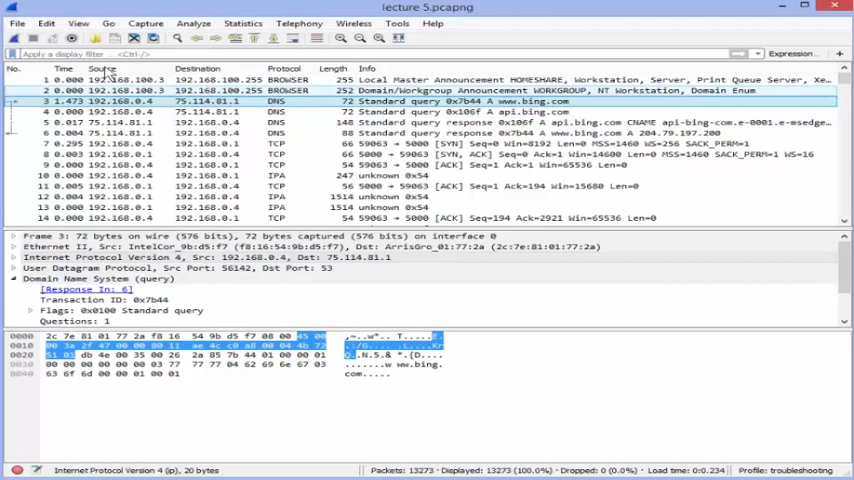 lecture 5.pcapng
File Edit View Go Capture Analyze Statistics Telephony Wireless Tools Help
Apply a display filter ... <Ctrl-/> Expression... +
No. Time Source Destination Protocol Length Info
1 0.000 192.168.100.3 192.168.100.255 BROWSER 255 Local Master Announcement HOMESHARE, Workstation, Server, Print Queue Server, Xe...
2 0.000 192.168.100.3 192.168.100.255 BROWSER 252 Domain/Workgroup Announcement WORKGROUP, NT Workstation, Domain Enum
3 1.473 192.168.0.4 75.114.81.1 DNS 72 Standard query 0x7b44 A www.bing.com
4 0.000 192.168.0.4 75.114.81.1 DNS 72 Standard query 0x106f A api.bing.com
5 0.017 75.114.81.1 192.168.0.4 DNS 148 Standard query response 0x106f A api.bing.com CNAME api-bing-com.e-0001.e-msedge...
6 0.004 75.114.81.1 192.168.0.4 DNS 88 Standard query response 0x7b44 A www.bing.com A 204.79.197.200
7 0.295 192.168.0.4 192.168.0.1 TCP 66 59063 → 5000 [SYN] Seq=0 Win=8192 Len=0 MSS=1460 WS=256 SACK_PERM=1
8 0.003 192.168.0.1 192.168.0.4 TCP 66 5000 → 59063 [SYN, ACK] Seq=0 Ack=1 Win=14600 Len=0 MSS=1460 SACK_PERM=1 WS=16
9 0.000 192.168.0.4 192.168.0.1 TCP 54 59063 → 5000 [ACK] Seq=1 Ack=1 Win=65536 Len=0
10 0.000 192.168.0.4 192.168.0.1 IPA 247 unknown 0x54
11 0.005 192.168.0.1 192.168.0.4 TCP 56 5000 → 59063 [ACK] Seq=1 Ack=194 Win=15680 Len=0
12 0.004 192.168.0.1 192.168.0.4 IPA 1514 unknown 0x54
13 0.000 192.168.0.1 192.168.0.4 IPA 1514 unknown 0x54
14 0.000 192.168.0.4 192.168.0.1 TCP 54 59063 → 5000 [ACK] Seq=194 Ack=2921 Win=65536 Len=0
Frame 3: 72 bytes on wire (576 bits), 72 bytes captured (576 bits) on interface 0
Ethernet II, Src: IntelCor_9b:d5:f7 (f8:16:54:9b:d5:f7), Dst: ArrisGro_01:77:2a (2c:7e:81:01:77:2a)
Internet Protocol Version 4, Src: 192.168.0.4, Dst: 75.114.81.1
User Datagram Protocol, Src Port: 56142, Dst Port: 53
Domain Name System (query)
[Response In: 6]
Transaction ID: 0x7b44
Flags: 0x0100 Standard query
Questions: 1
0000 2c 7e 81 01 77 2a f8 16 54 9b d5 f7 08 00 45 00 ,~..w*.. T.....E.
0010 00 3a 2f 47 00 00 80 11 ae 4c c0 a8 00 04 4b 72 .:/G.... .L....Kr
0020 51 01 db 4e 00 35 00 26 2a 85 7b 44 01 00 00 01 Q..N.5.& *.{D....
0030 00 00 00 00 00 00 03 77 77 77 04 62 69 6e 67 03 .......w ww.bing.
0040 63 6f 6d 00 00 01 00 01 com.....
Internet Protocol Version 4 (ip), 20 bytes Packets: 13273 · Displayed: 13273 (100.0%) · Dropped: 0 (0.0%) · Load time: 0:0.234 Profile: troubleshooting